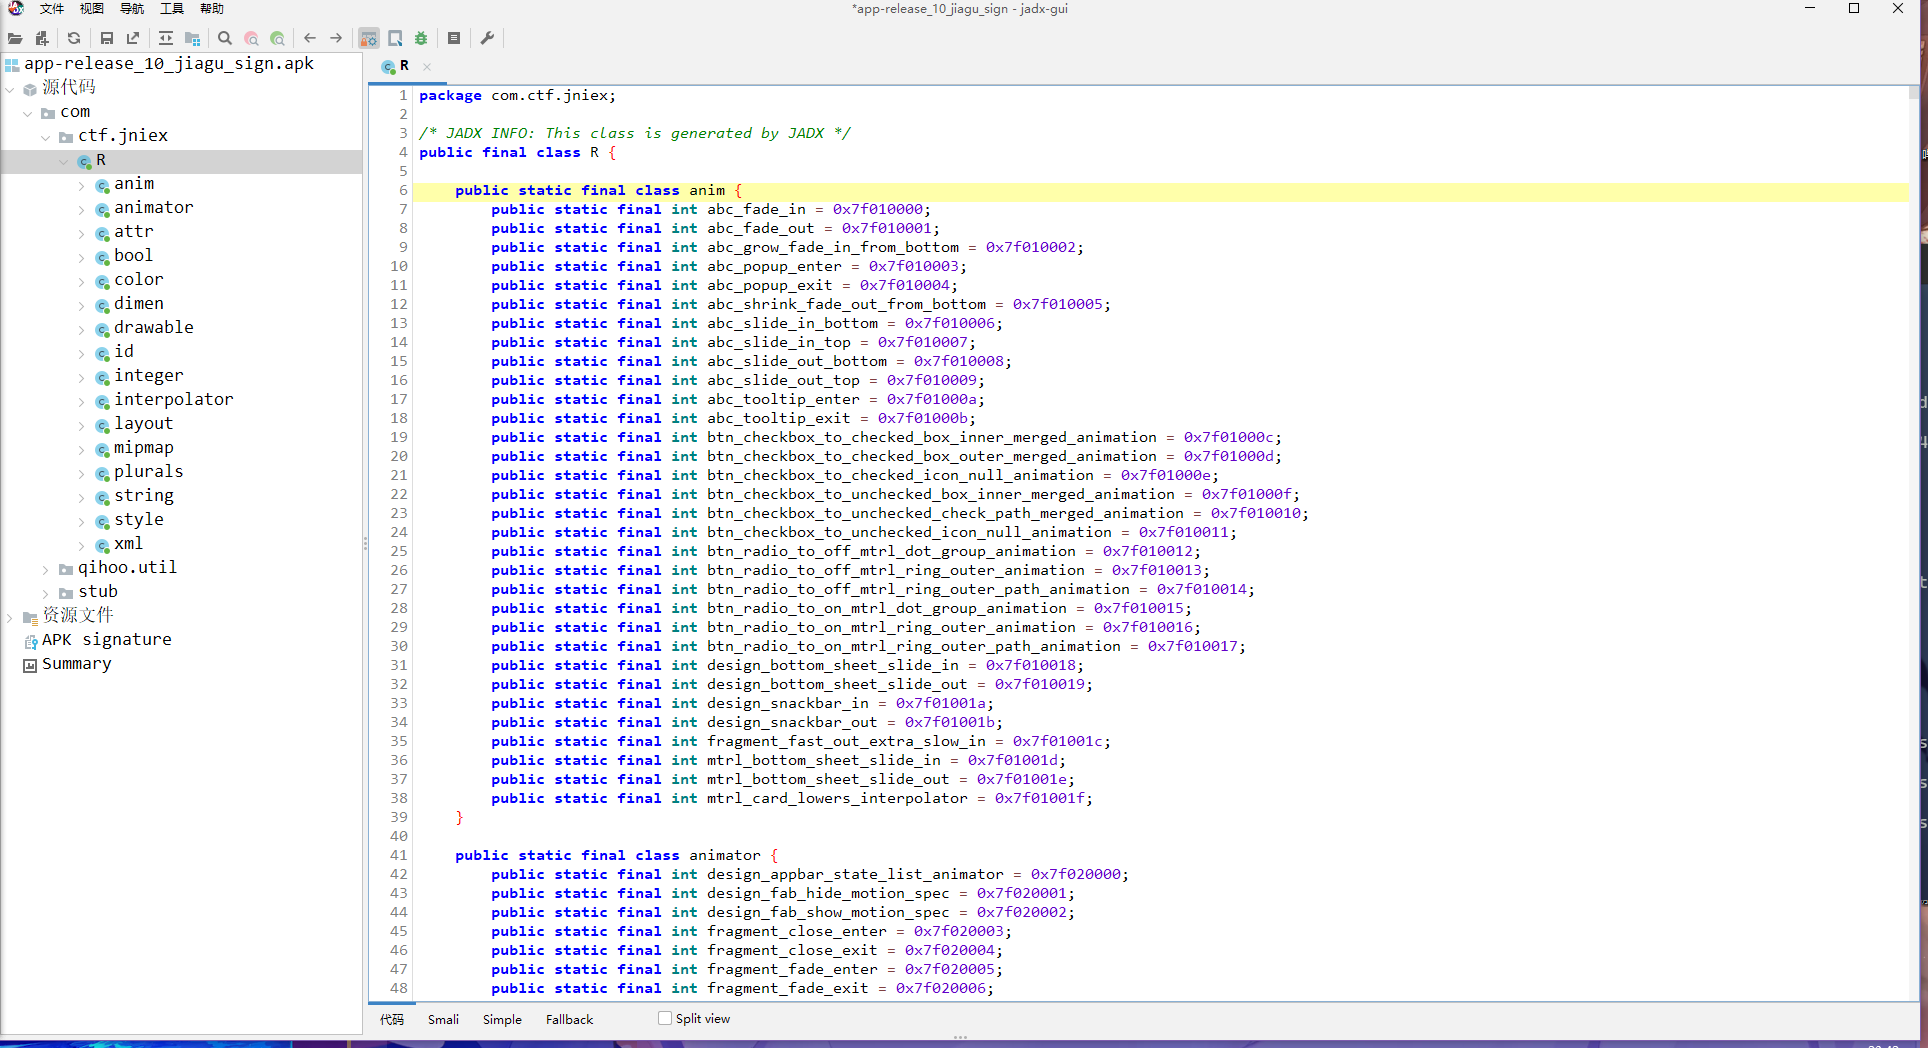 文件 视图 导航 工具 帮助
*app-release_10_jiagu_sign - jadx-gui
app-release_10_jiagu_sign.apk
源代码
com
ctf.jniex
R
anim
animator
attr
bool
color
dimen
drawable
id
integer
interpolator
layout
mipmap
plurals
string
style
xml
qihoo.util
stub
资源文件
APK signature
Summary
R
1 package com.ctf.jniex;
2
3 /* JADX INFO: This class is generated by JADX */
4 public final class R {
5
6 public static final class anim {
7 public static final int abc_fade_in = 0x7f010000;
8 public static final int abc_fade_out = 0x7f010001;
9 public static final int abc_grow_fade_in_from_bottom = 0x7f010002;
10 public static final int abc_popup_enter = 0x7f010003;
11 public static final int abc_popup_exit = 0x7f010004;
12 public static final int abc_shrink_fade_out_from_bottom = 0x7f010005;
13 public static final int abc_slide_in_bottom = 0x7f010006;
14 public static final int abc_slide_in_top = 0x7f010007;
15 public static final int abc_slide_out_bottom = 0x7f010008;
16 public static final int abc_slide_out_top = 0x7f010009;
17 public static final int abc_tooltip_enter = 0x7f01000a;
18 public static final int abc_tooltip_exit = 0x7f01000b;
19 public static final int btn_checkbox_to_checked_box_inner_merged_animation = 0x7f01000c;
20 public static final int btn_checkbox_to_checked_box_outer_merged_animation = 0x7f01000d;
21 public static final int btn_checkbox_to_checked_icon_null_animation = 0x7f01000e;
22 public static final int btn_checkbox_to_unchecked_box_inner_merged_animation = 0x7f01000f;
23 public static final int btn_checkbox_to_unchecked_check_path_merged_animation = 0x7f010010;
24 public static final int btn_checkbox_to_unchecked_icon_null_animation = 0x7f010011;
25 public static final int btn_radio_to_off_mtrl_dot_group_animation = 0x7f010012;
26 public static final int btn_radio_to_off_mtrl_ring_outer_animation = 0x7f010013;
27 public static final int btn_radio_to_off_mtrl_ring_outer_path_animation = 0x7f010014;
28 public static final int btn_radio_to_on_mtrl_dot_group_animation = 0x7f010015;
29 public static final int btn_radio_to_on_mtrl_ring_outer_animation = 0x7f010016;
30 public static final int btn_radio_to_on_mtrl_ring_outer_path_animation = 0x7f010017;
31 public static final int design_bottom_sheet_slide_in = 0x7f010018;
32 public static final int design_bottom_sheet_slide_out = 0x7f010019;
33 public static final int design_snackbar_in = 0x7f01001a;
34 public static final int design_snackbar_out = 0x7f01001b;
35 public static final int fragment_fast_out_extra_slow_in = 0x7f01001c;
36 public static final int mtrl_bottom_sheet_slide_in = 0x7f01001d;
37 public static final int mtrl_bottom_sheet_slide_out = 0x7f01001e;
38 public static final int mtrl_card_lowers_interpolator = 0x7f01001f;
39 }
40
41 public static final class animator {
42 public static final int design_appbar_state_list_animator = 0x7f020000;
43 public static final int design_fab_hide_motion_spec = 0x7f020001;
44 public static final int design_fab_show_motion_spec = 0x7f020002;
45 public static final int fragment_close_enter = 0x7f020003;
46 public static final int fragment_close_exit = 0x7f020004;
47 public static final int fragment_fade_enter = 0x7f020005;
48 public static final int fragment_fade_exit = 0x7f020006;
代码 Smali Simple Fallback Split view